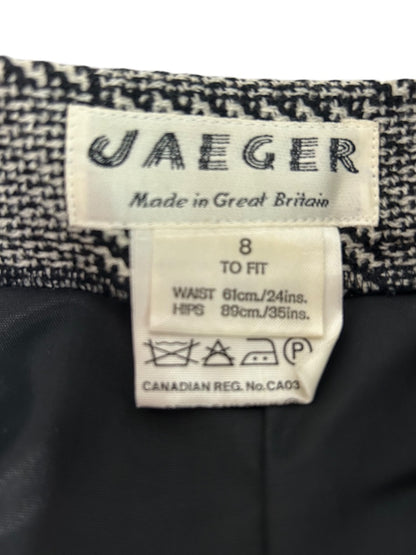 JAEGER
Made in Great Britain
8
TO FIT
WAIST 61cm./24ins.
HIPS 89cm./35ins.
P
CANADIAN REG. No. CA03